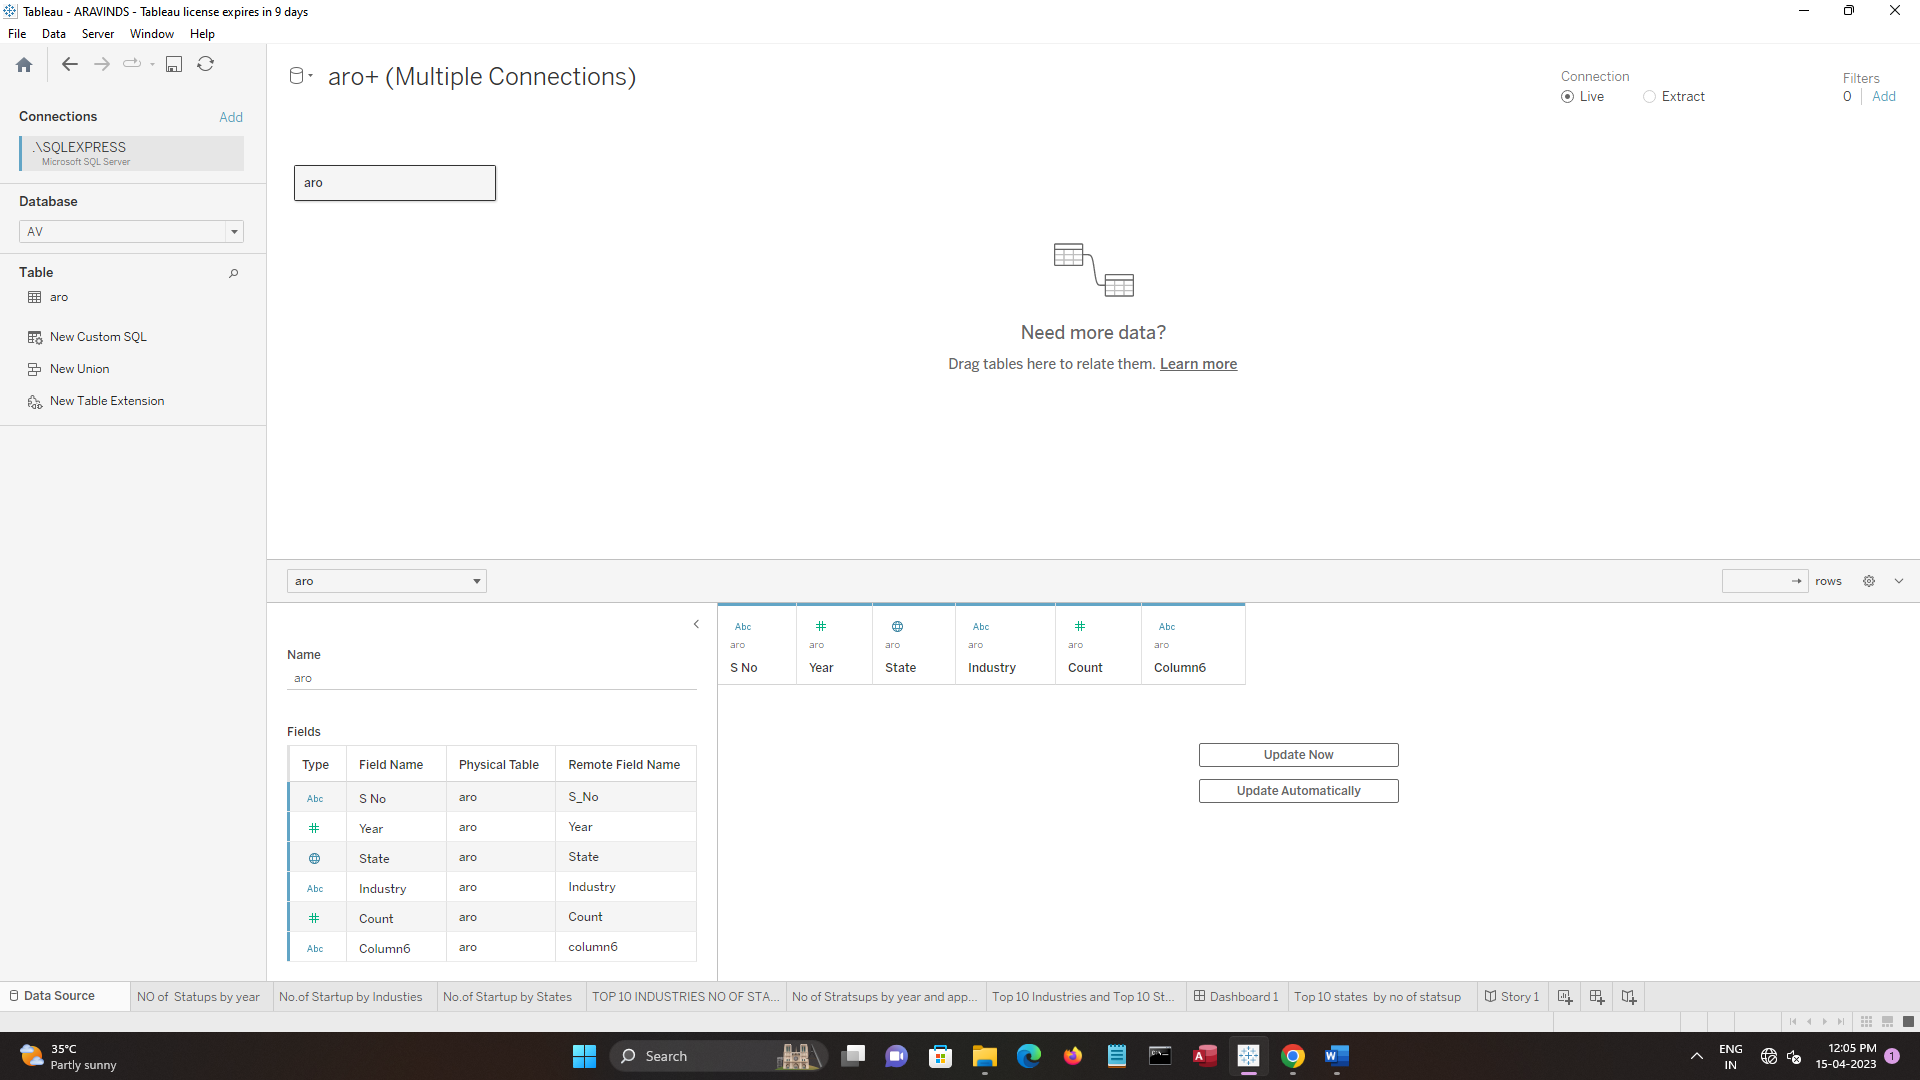 Tableau - ARAVINDS - Tableau license expires in 9 days
File Data Server Window Help
Connections Add
.\SQLEXPRESS
Microsoft SQL Server
Database
AV
Table
aro
New Custom SQL
New Union
New Table Extension
aro+ (Multiple Connections)
Connection
Live Extract
Filters
0 Add
aro
Need more data?
Drag tables here to relate them. Learn more
aro
rows
Name
aro
Fields
Type Field Name Physical Table Remote Field Name
Abc S No aro S_No
# Year aro Year
State aro State
Abc Industry aro Industry
# Count aro Count
Abc Column6 aro column6
Abc # Abc # Abc
aro aro aro aro aro aro
S No Year State Industry Count Column6
Update Now
Update Automatically
Data Source NO of Statups by year No.of Startup by Industies No.of Startup by States TOP 10 INDUSTRIES NO OF STA... No of Stratsups by year and app... Top 10 Industries and Top 10 St... Dashboard 1 Top 10 states by no of statsup Story 1
35°C
Partly sunny
Search
ENG
IN
12:05 PM
15-04-2023
1